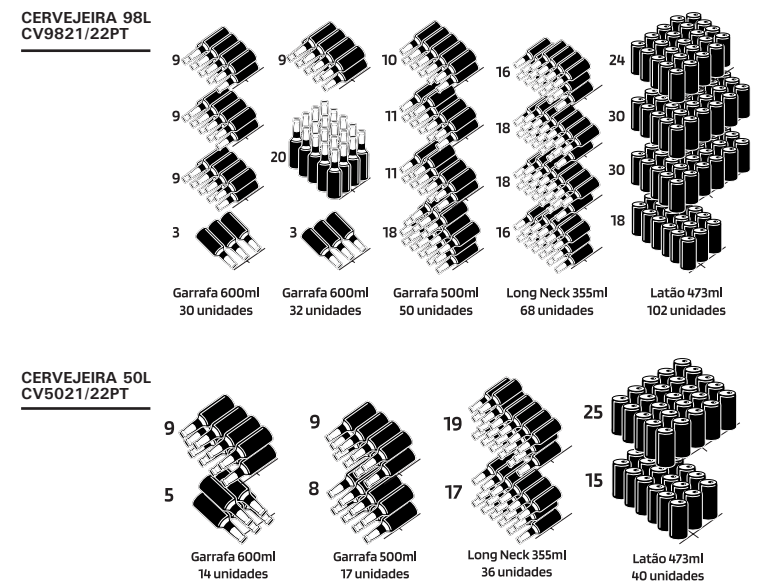 CERVEJEIRA 98L
CV9821/22PT
9
9
9
3
Garrafa 600ml
30 unidades
9
20
3
Garrafa 600ml
32 unidades
10
11
11
18
Garrafa 500ml
50 unidades
16
18
18
16
Long Neck 355ml
68 unidades
24
30
30
18
Latão 473ml
102 unidades
CERVEJEIRA 50L
CV5021/22PT
9
5
Garrafa 600ml
14 unidades
9
8
Garrafa 500ml
17 unidades
19
17
Long Neck 355ml
36 unidades
25
15
Latão 473ml
40 unidades